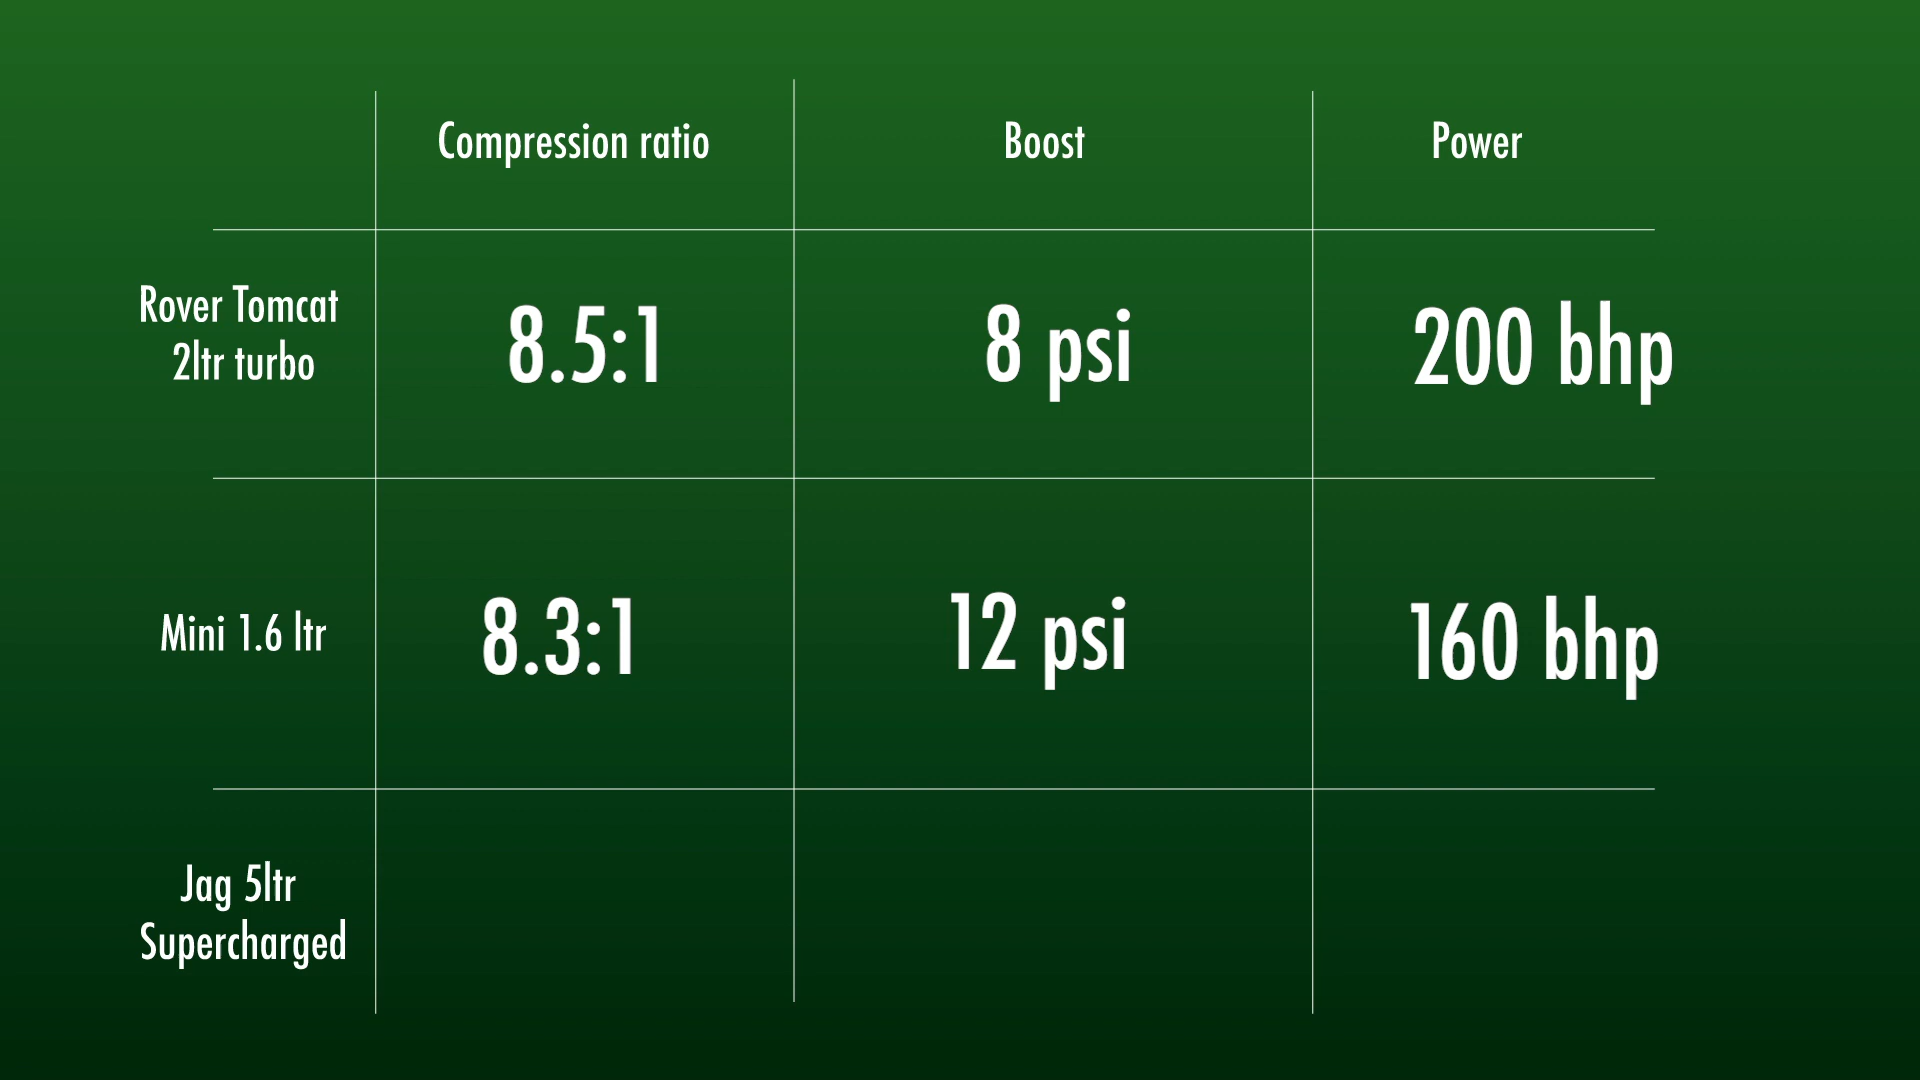 Compression ratio
Boost
Power
Rover Tomcat
2ltr turbo
8.5:1
8 psi
200 bhp
Mini 1.6 ltr
8.3:1
12 psi
160 bhp
Jag 5ltr
Supercharged